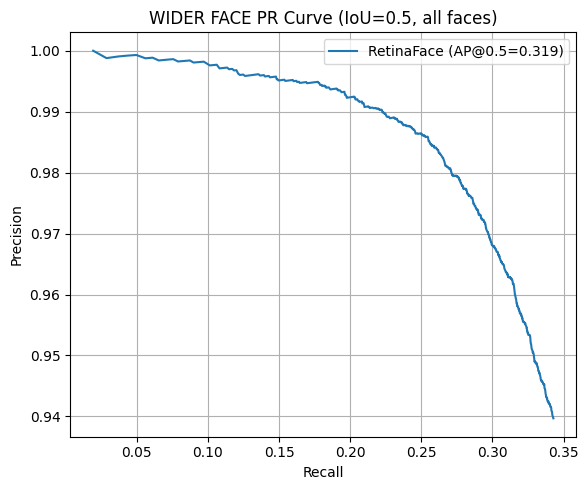 WIDER FACE PR Curve (IoU=0.5, all faces)
RetinaFace (AP@0.5=0.319)
1.00
0.99
0.98
0.97
0.96
0.95
0.94
Precision
0.05 0.10 0.15 0.20 0.25 0.30 0.35
Recall